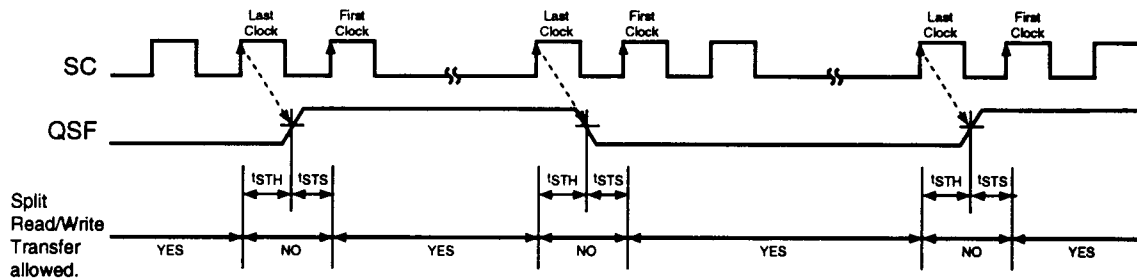 Last Clock
First Clock
Last Clock
First Clock
Last Clock
First Clock
SC
QSF
tSTH
tSTS
tSTH
tSTS
tSTH
tSTS
Split
Read/Write
Transfer
allowed.
YES
NO
YES
NO
YES
NO
YES